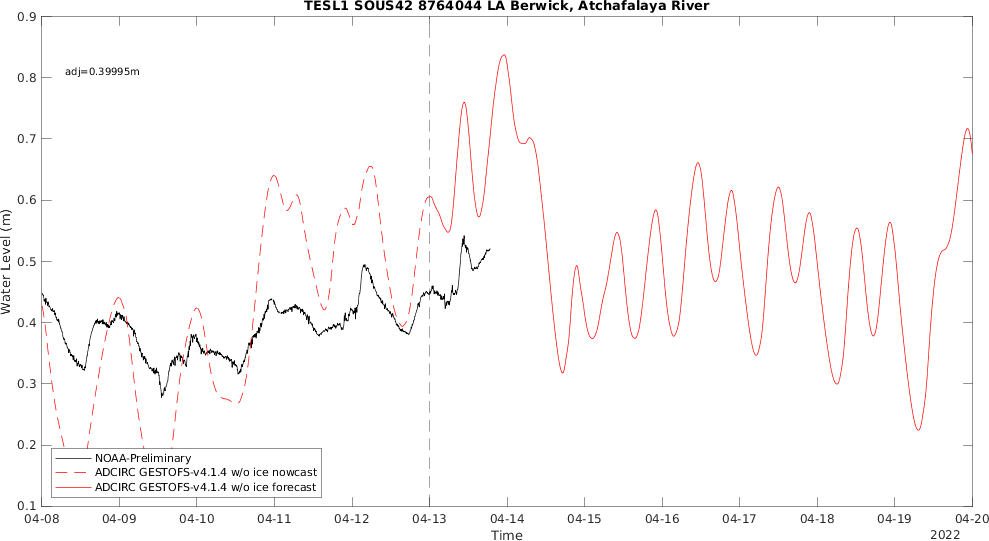 TESL1 SOUS42 8764044 LA Berwick, Atchafalaya River
0.9
0.8
0.7
0.6
0.5
0.4
0.3
0.2
0.1
Water Level (m)
adj=0.39995m
NOAA-Preliminary
ADCIRC GESTOFS-v4.1.4 w/o ice nowcast
ADCIRC GESTOFS-v4.1.4 w/o ice forecast
04-08 04-09 04-10 04-11 04-12 04-13 04-14 04-15 04-16 04-17 04-18 04-19 04-20
Time
2022